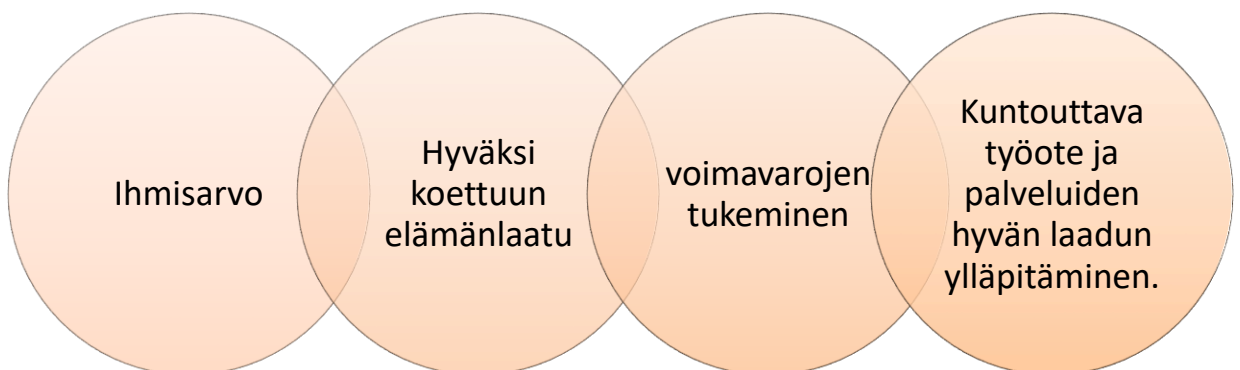 Ihmisarvo
Hyväksi
koettuun
elämänlaatu
voimavarojen
tukeminen
Kuntouttava
työote ja
palveluiden
hyvän laadun
ylläpitäminen.